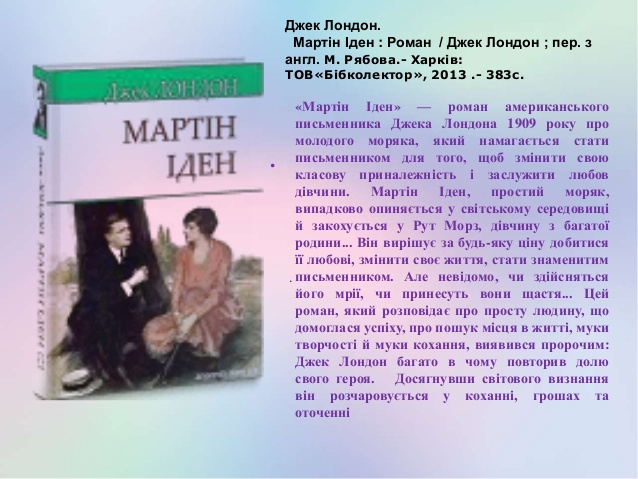 Джек Лондон.
Мартін Іден : Роман / Джек Лондон ; пер. з
англ. М. Рябова.- Харків:
ТОВ«Бібколектор», 2013 .- 383с.
«Мартін Іден» — роман американського
письменника Джека Лондона 1909 року про
молодого моряка, який намагається стати
письменником для того, щоб змінити свою
класову приналежність і заслужити любов
дівчини. Мартін Іден, простий моряк,
випадково опиняється у світському середовищі
й закохується у Рут Морз, дівчину з багатої
родини... Він вирішує за будь-яку ціну добитися
її любові, змінити своє життя, стати знаменитим
письменником. Але невідомо, чи здійсняться
його мрії, чи принесуть вони щастя... Цей
роман, який розповідає про просту людину, що
домоглася успіху, про пошук місця в житті, муки
творчості й муки кохання, виявився пророчим:
Джек Лондон багато в чому повторив долю
свого героя. Досягнувши світового визнання
він розчаровується у коханні, грошах та
оточенні
Джек ЛОНДОН
МАРТІН
ІДЕН
Джек ЛОНДОН МАРТІН ІДЕН